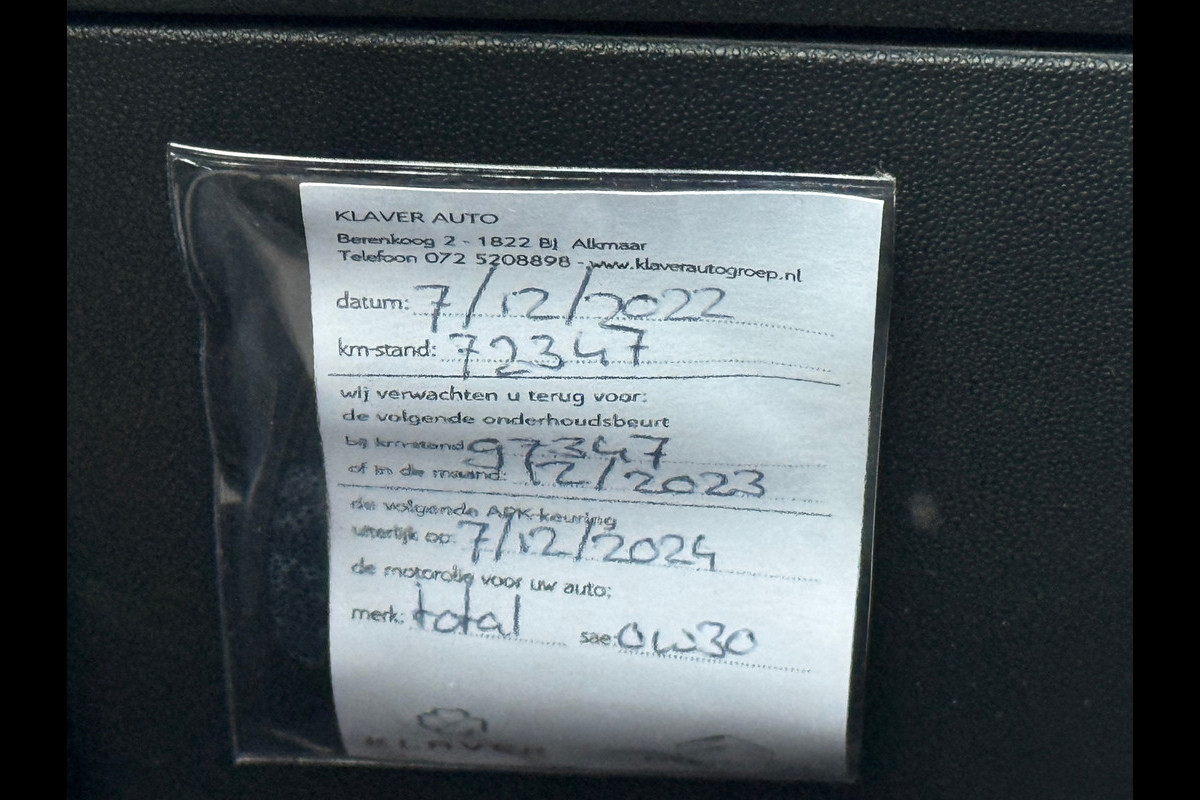 KLAVER AUTO
Berenkoog 2 - 1822 BJ Alkmaar
Telefoon 072 5208898 - www.klaverautogroep.nl
datum: 7/12/2022
km-stand: 72347
wij verwachten u terug voor:
de volgende onderhoudsbeurt
bij km-stand 97347
of in de maand: 12/2023
de volgende APK-keuring
uiterlijk op: 7/12/2024
de motorolie voor uw auto:
merk: total sae: 0W30
KLAVER